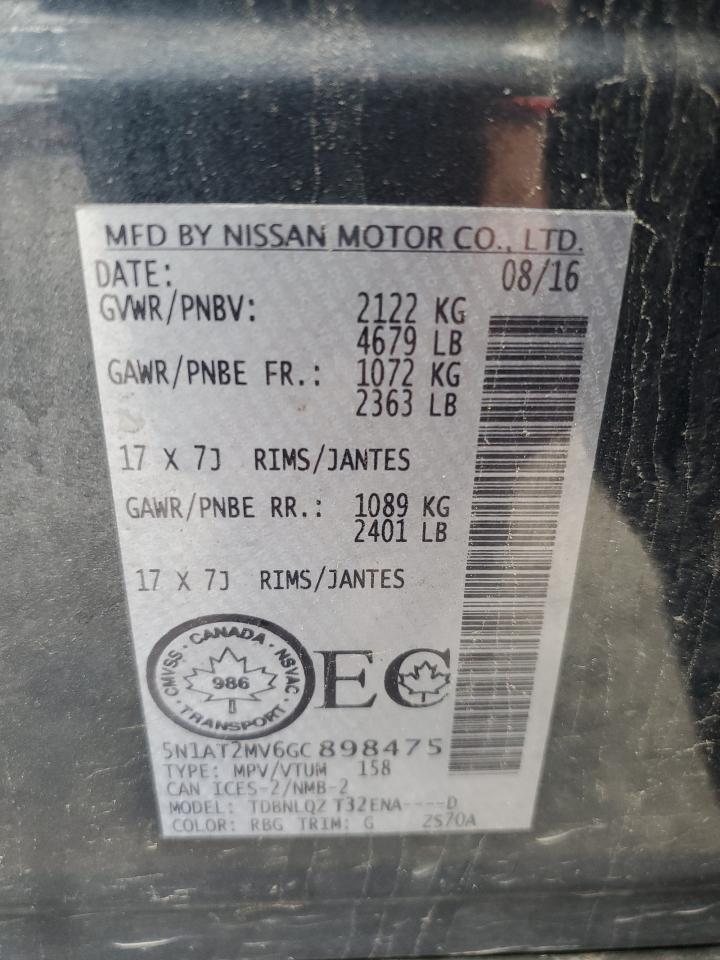 MFD BY NISSAN MOTOR CO., LTD.
DATE: 08/16
GVWR/PNBV: 2122 KG
4679 LB
GAWR/PNBE FR.: 1072 KG
2363 LB
17 X 7J RIMS/JANTES
GAWR/PNBE RR.: 1089 KG
2401 LB
17 X 7J RIMS/JANTES
CANADA · NSVAC · TRANSPORT · CMVSS ·
986
EC
5N1AT2MV6GC898475
TYPE: MPV/VTUM 158
CAN ICES-2/NMB-2
MODEL: TDBNLQZ T32ENA----D
COLOR: RBG TRIM: G 2S70A